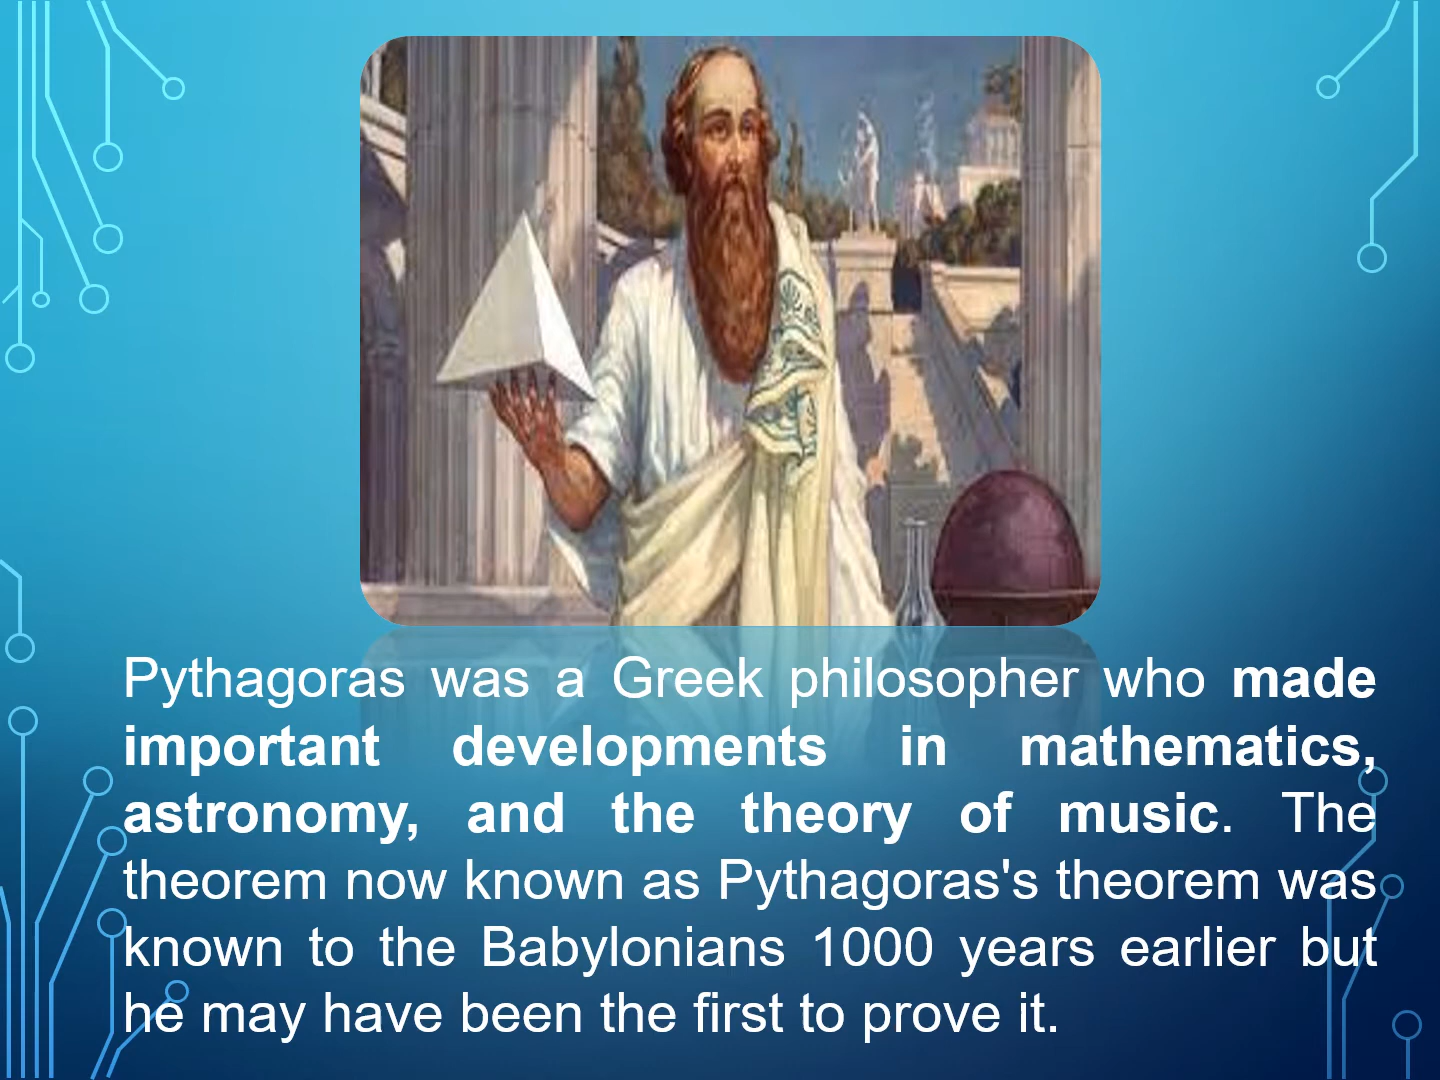 Pythagoras was a Greek philosopher who made
important developments in mathematics,
astronomy, and the theory of music. The
theorem now known as Pythagoras's theorem was
known to the Babylonians 1000 years earlier but
he may have been the first to prove it.